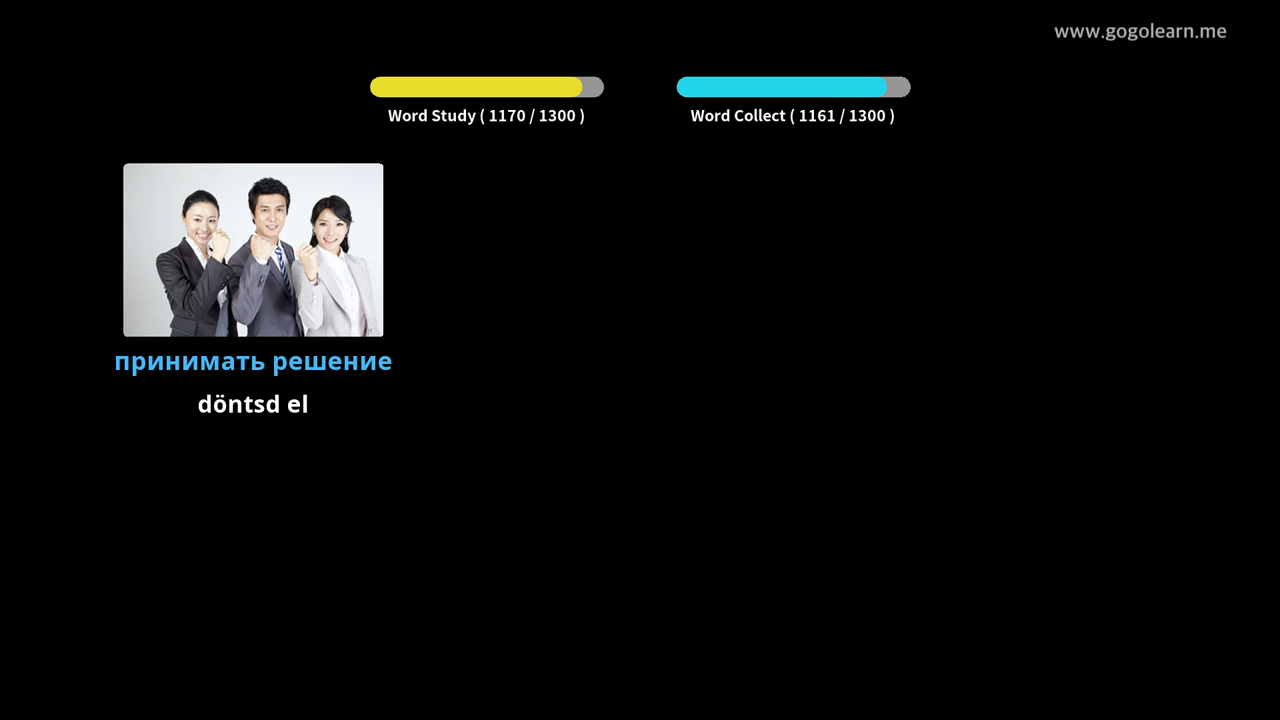 www.gogolearn.me
Word Study ( 1170 / 1300 )
Word Collect ( 1161 / 1300 )
принимать решение
döntsd el